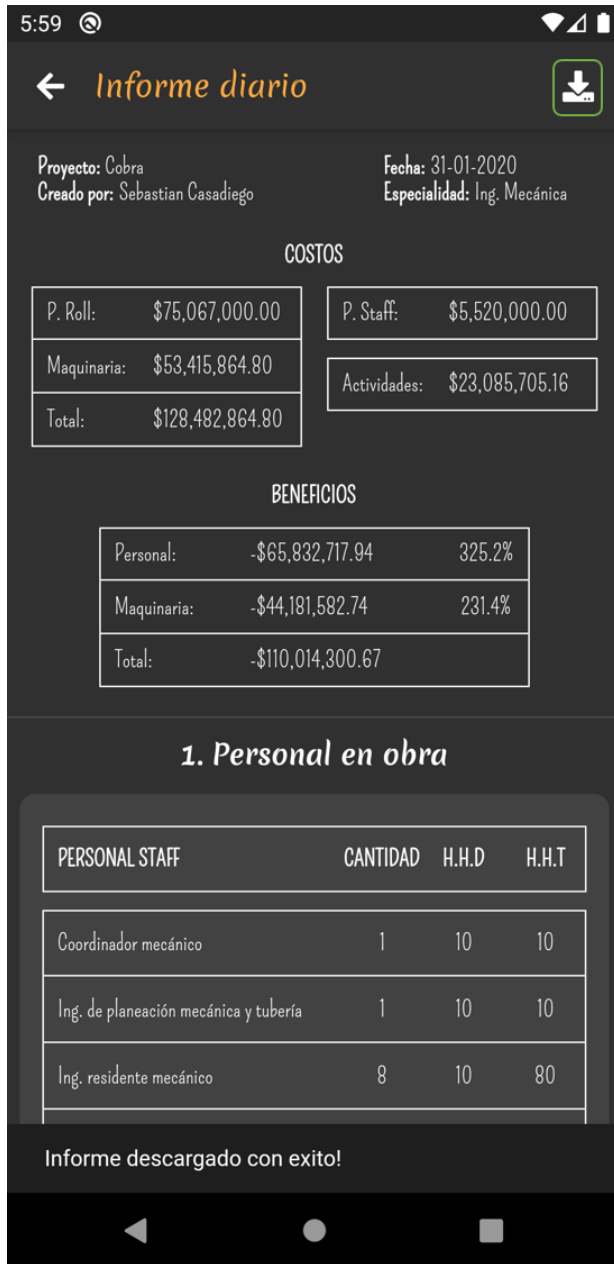 5:59
Informe diario
Proyecto: Cobra
Creado por: Sebastian Casadiego
Fecha: 31-01-2020
Especialidad: Ing. Mecánica
COSTOS
P. Roll: $75,067,000.00
Maquinaria: $53,415,864.80
Total: $128,482,864.80
P. Staff: $5,520,000.00
Actividades: $23,085,705.16
BENEFICIOS
Personal: -$65,832,717.94 325.2%
Maquinaria: -$44,181,582.74 231.4%
Total: -$110,014,300.67
1. Personal en obra
PERSONAL STAFF CANTIDAD H.H.D H.H.T
Coordinador mecánico 1 10 10
Ing. de planeación mecánica y tubería 1 10 10
Ing. residente mecánico 8 10 80
Informe descargado con exito!